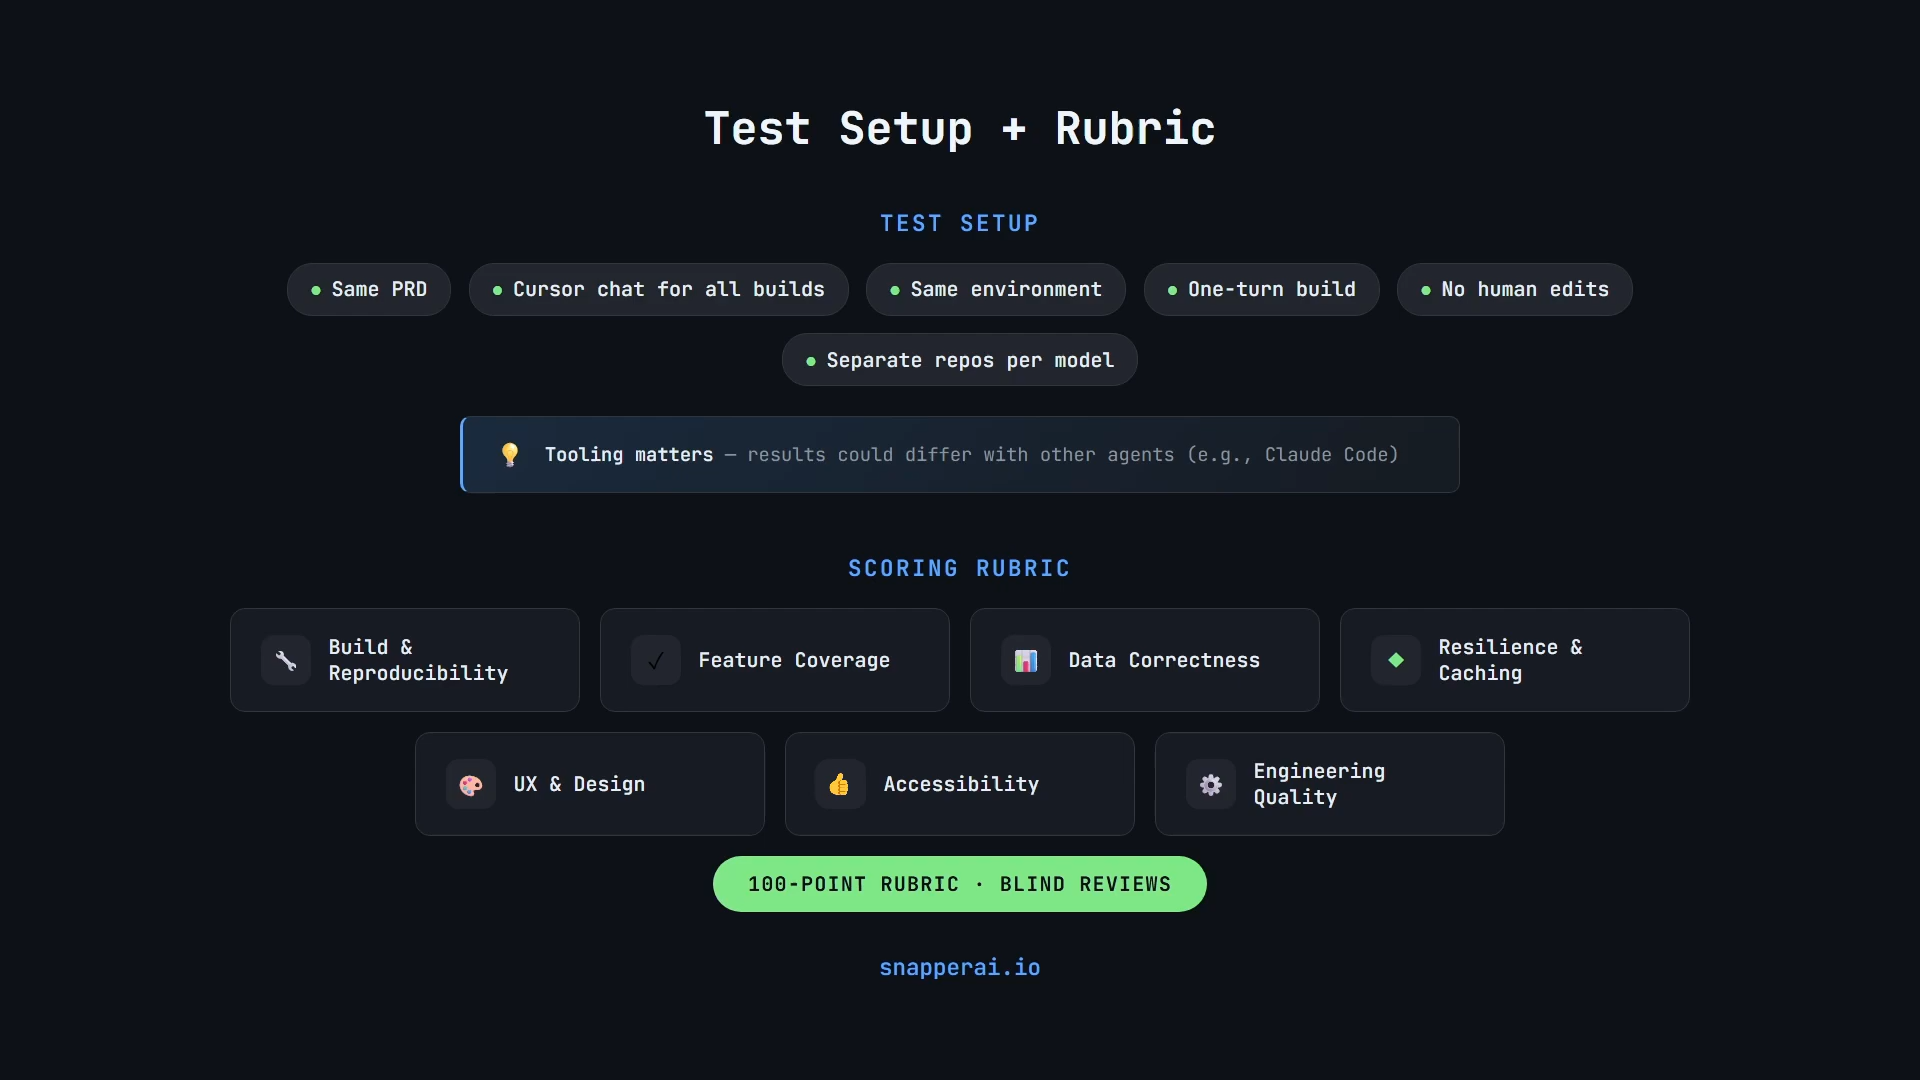 Test Setup + Rubric
TEST SETUP
Same PRD
Cursor chat for all builds
Same environment
One-turn build
No human edits
Separate repos per model
Tooling matters — results could differ with other agents (e.g., Claude Code)
SCORING RUBRIC
Build &
Reproducibility
Feature Coverage
Data Correctness
Resilience &
Caching
UX & Design
Accessibility
Engineering
Quality
100-POINT RUBRIC · BLIND REVIEWS
snapperai.io